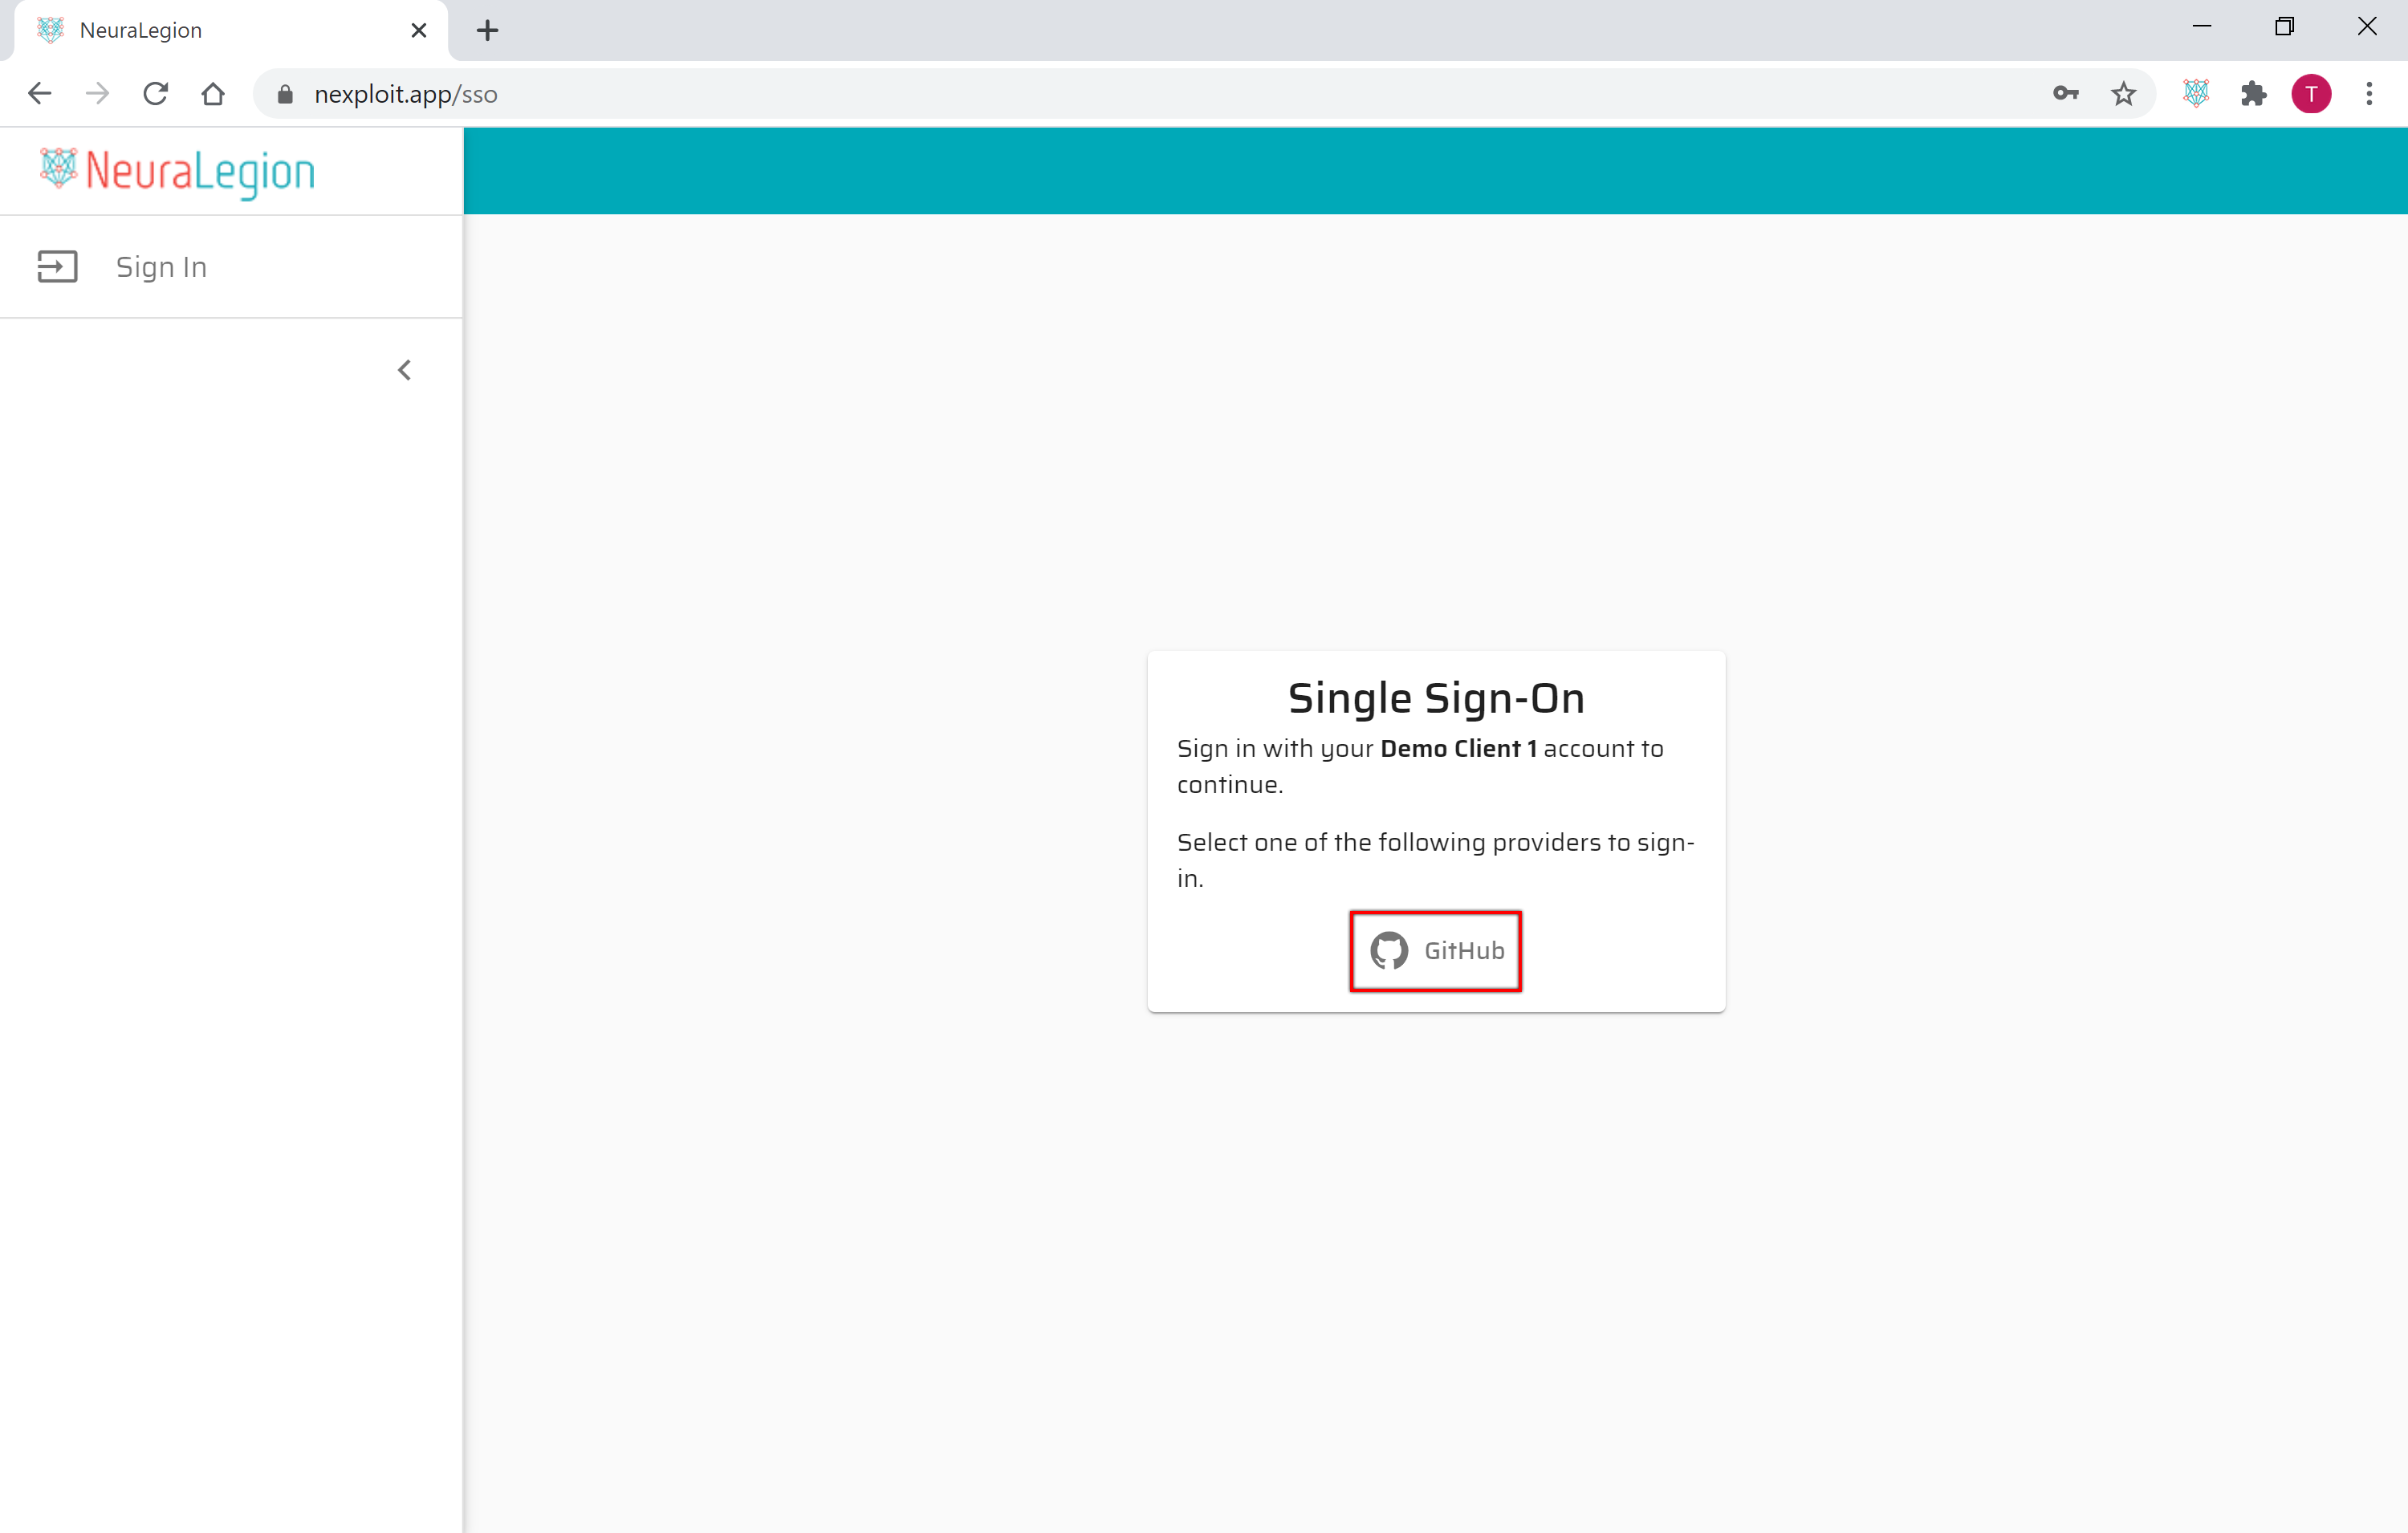 NeuraLegion
nexploit.app/sso
T
NeuraLegion
Sign In
Single Sign-On
Sign in with your Demo Client 1 account to
continue.
Select one of the following providers to sign-
in.
GitHub